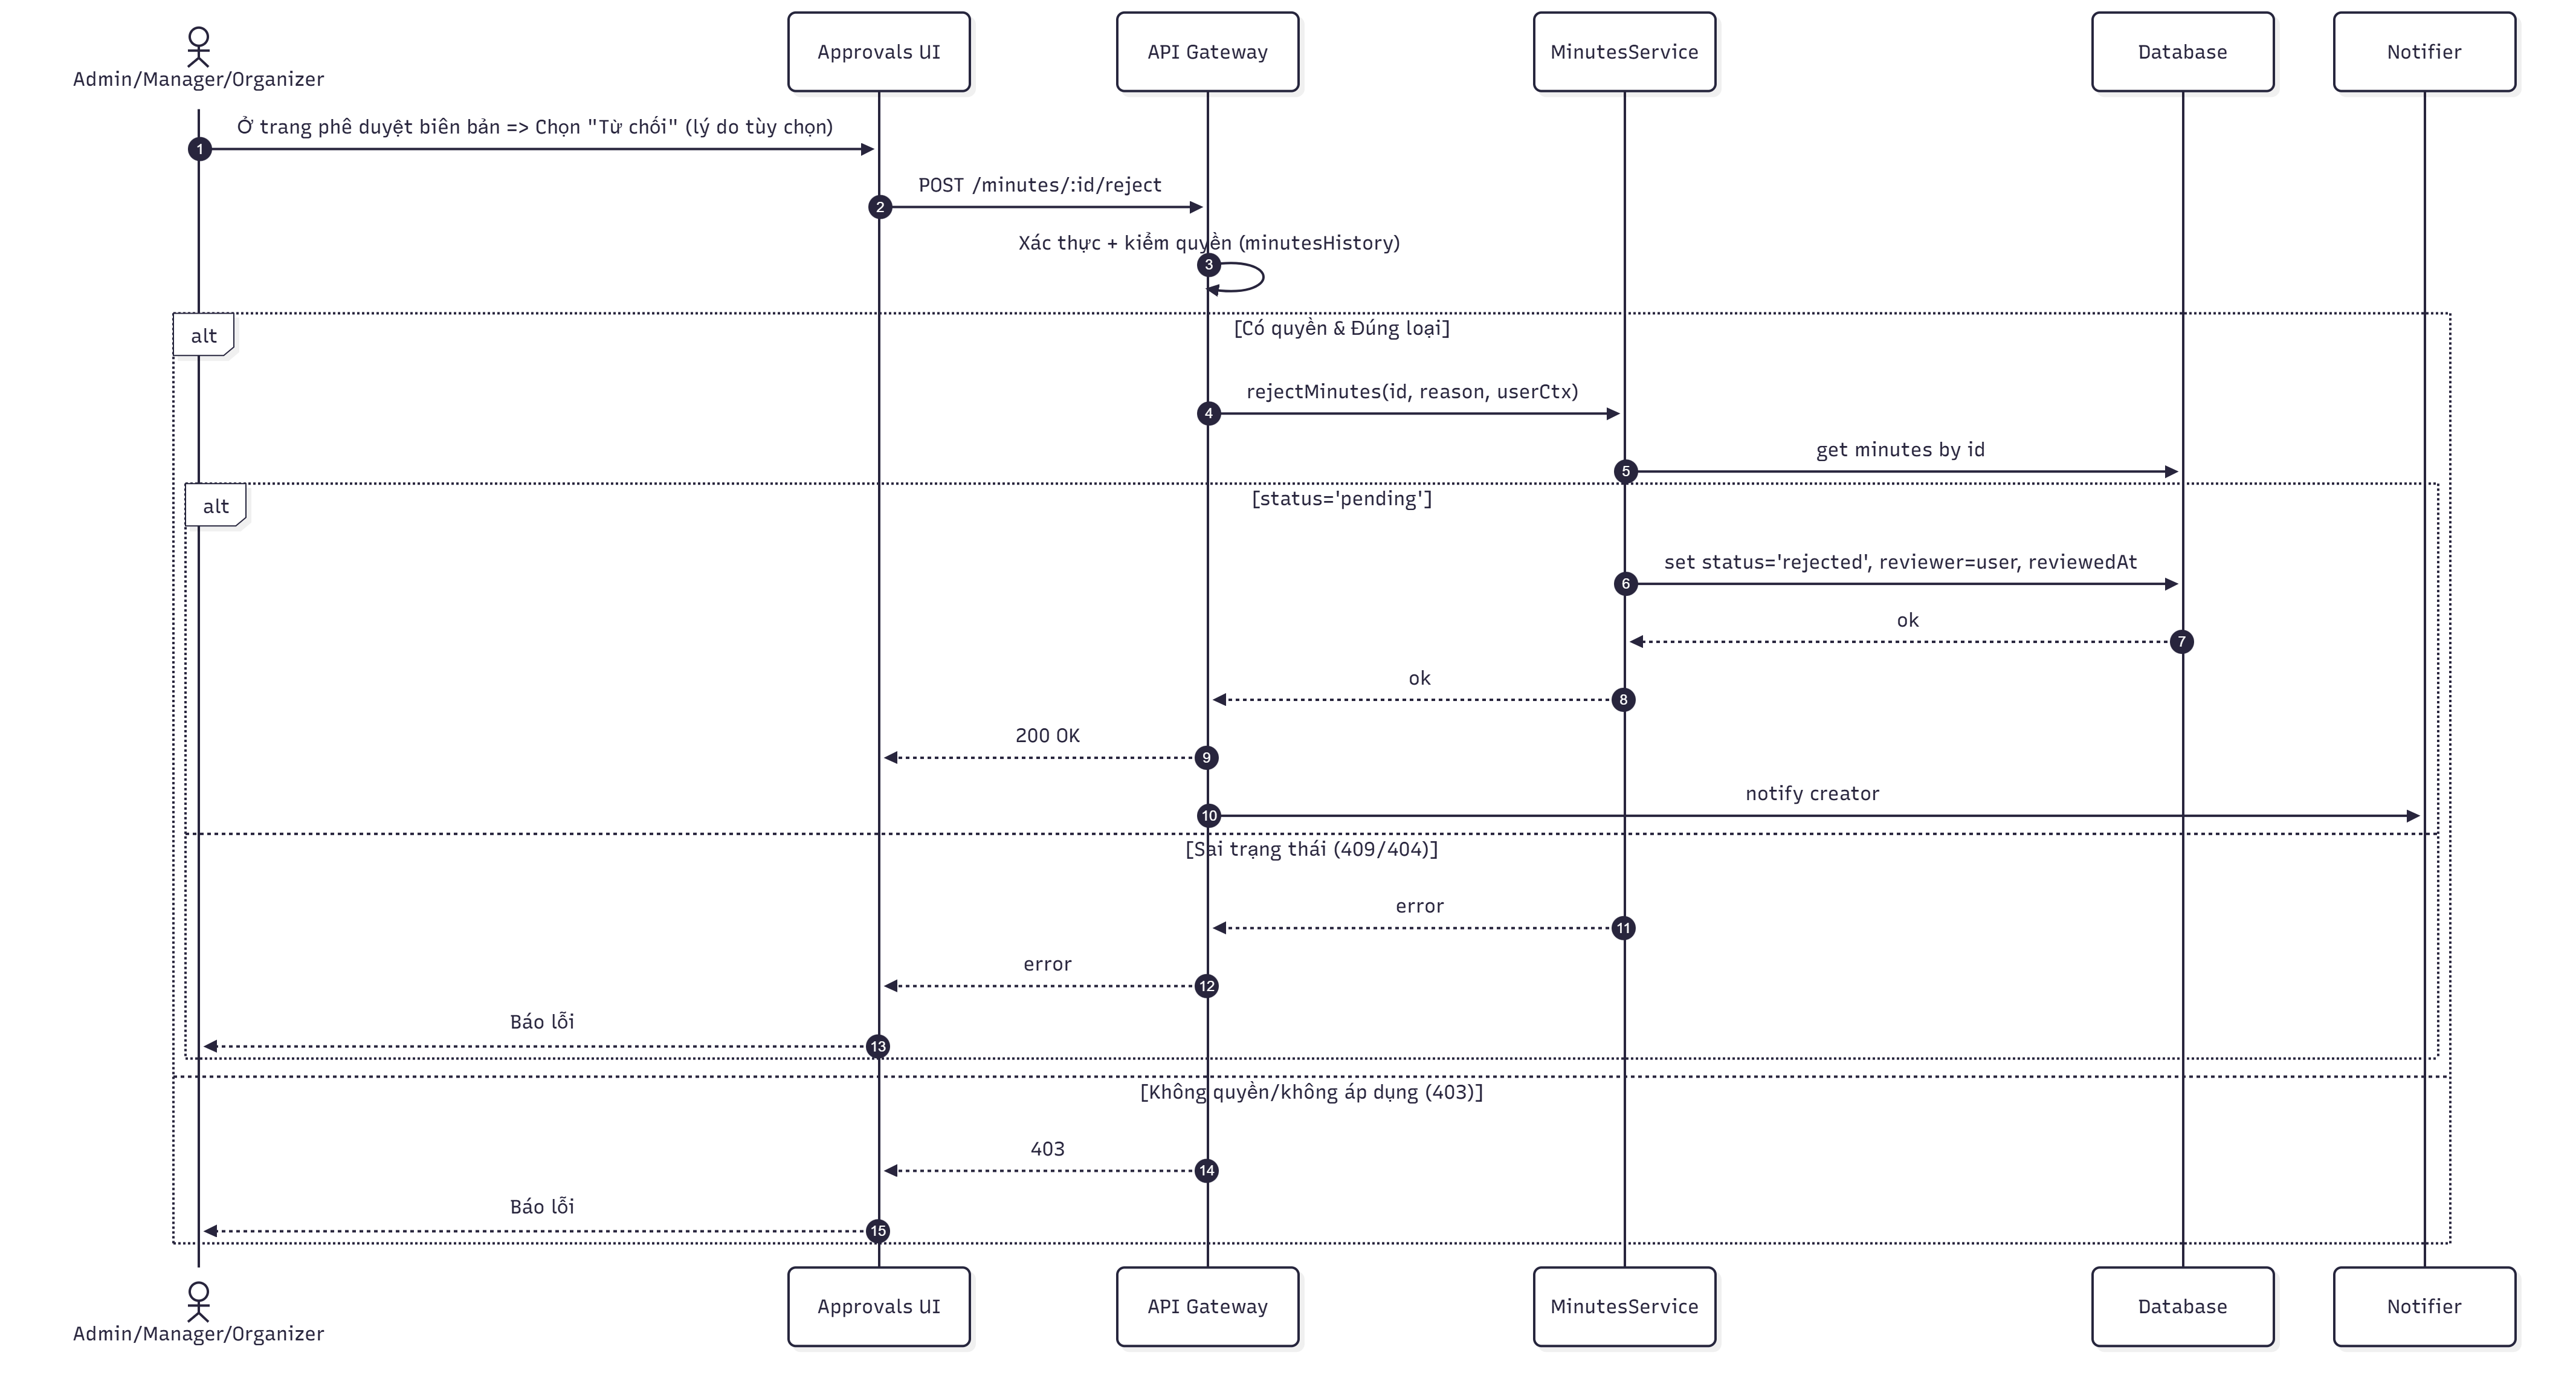 Admin/Manager/Organizer
Approvals UI
API Gateway
MinutesService
Database
Notifier
Ở trang phê duyệt biên bản => Chọn "Từ chối" (lý do tùy chọn)
1
POST /minutes/:id/reject
2
Xác thực + kiểm quyền (minutesHistory)
3
alt
[Có quyền & Đúng loại]
rejectMinutes(id, reason, userCtx)
4
get minutes by id
5
alt
[status='pending']
set status='rejected', reviewer=user, reviewedAt
6
ok
7
ok
8
200 OK
9
notify creator
10
[Sai trạng thái (409/404)]
error
11
error
12
Báo lỗi
13
[Không quyền/không áp dụng (403)]
403
14
Báo lỗi
15
Admin/Manager/Organizer
Approvals UI
API Gateway
MinutesService
Database
Notifier